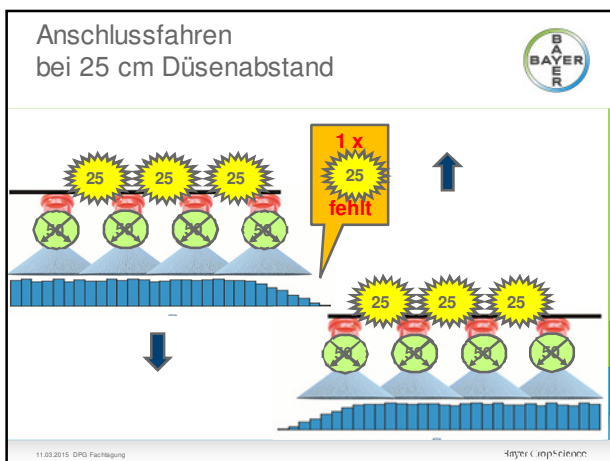 Anschlussfahren
bei 25 cm Düsenabstand
BAYER
BAYER
1 x
25
fehlt
25 25 25
50 50 50 50
25 25 25
50 50 50 50
11.03.2015 DPG Fachtagung
Bayer CropScience